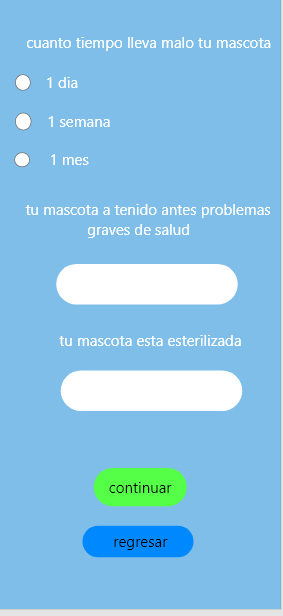 cuanto tiempo lleva malo tu mascota
1 dia
1 semana
1 mes
tu mascota a tenido antes problemas
graves de salud
tu mascota esta esterilizada
continuar
regresar